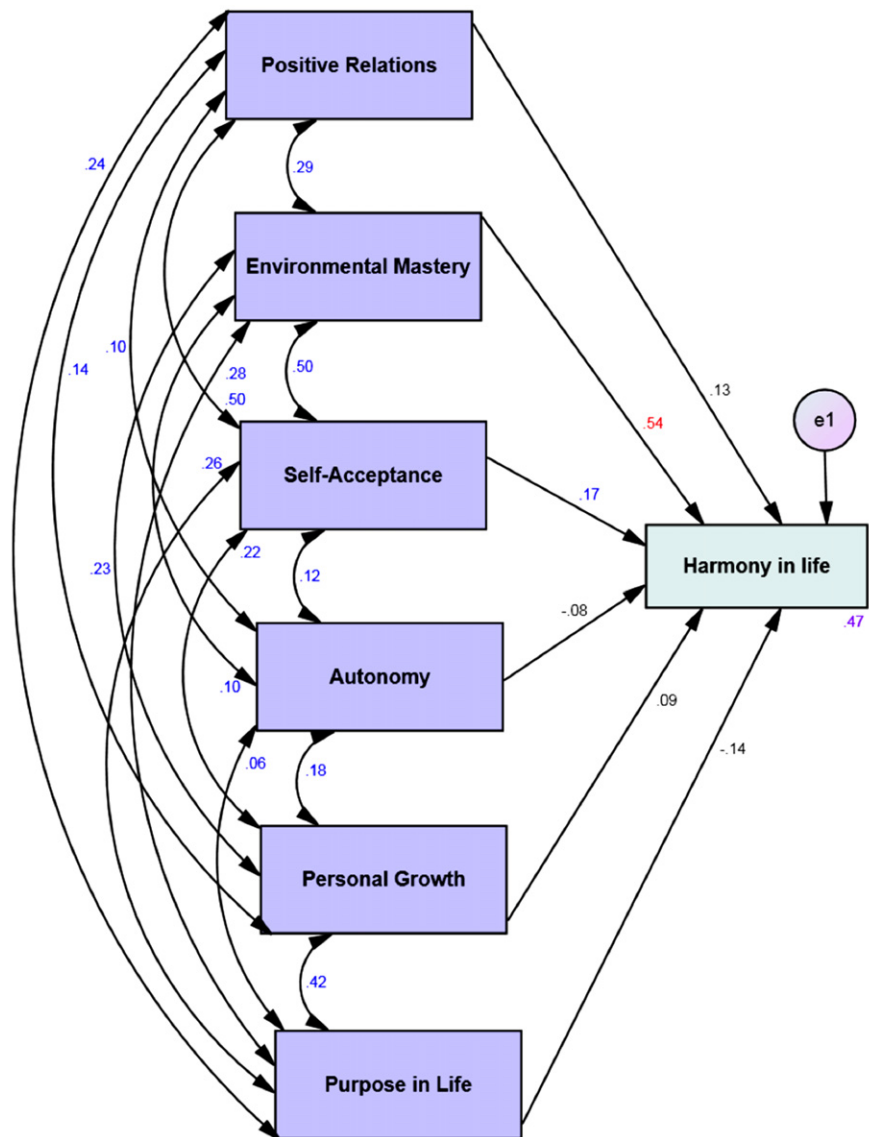 Positive Relations
.24
.29
Environmental Mastery
.10
.14
.28
.50
.50
.13
.54
e1
.26
Self-Acceptance
.17
.22
.23
.12
Harmony in life
.47
-.08
Autonomy
.10
.09
.06
.18
-.14
Personal Growth
.42
Purpose in Life